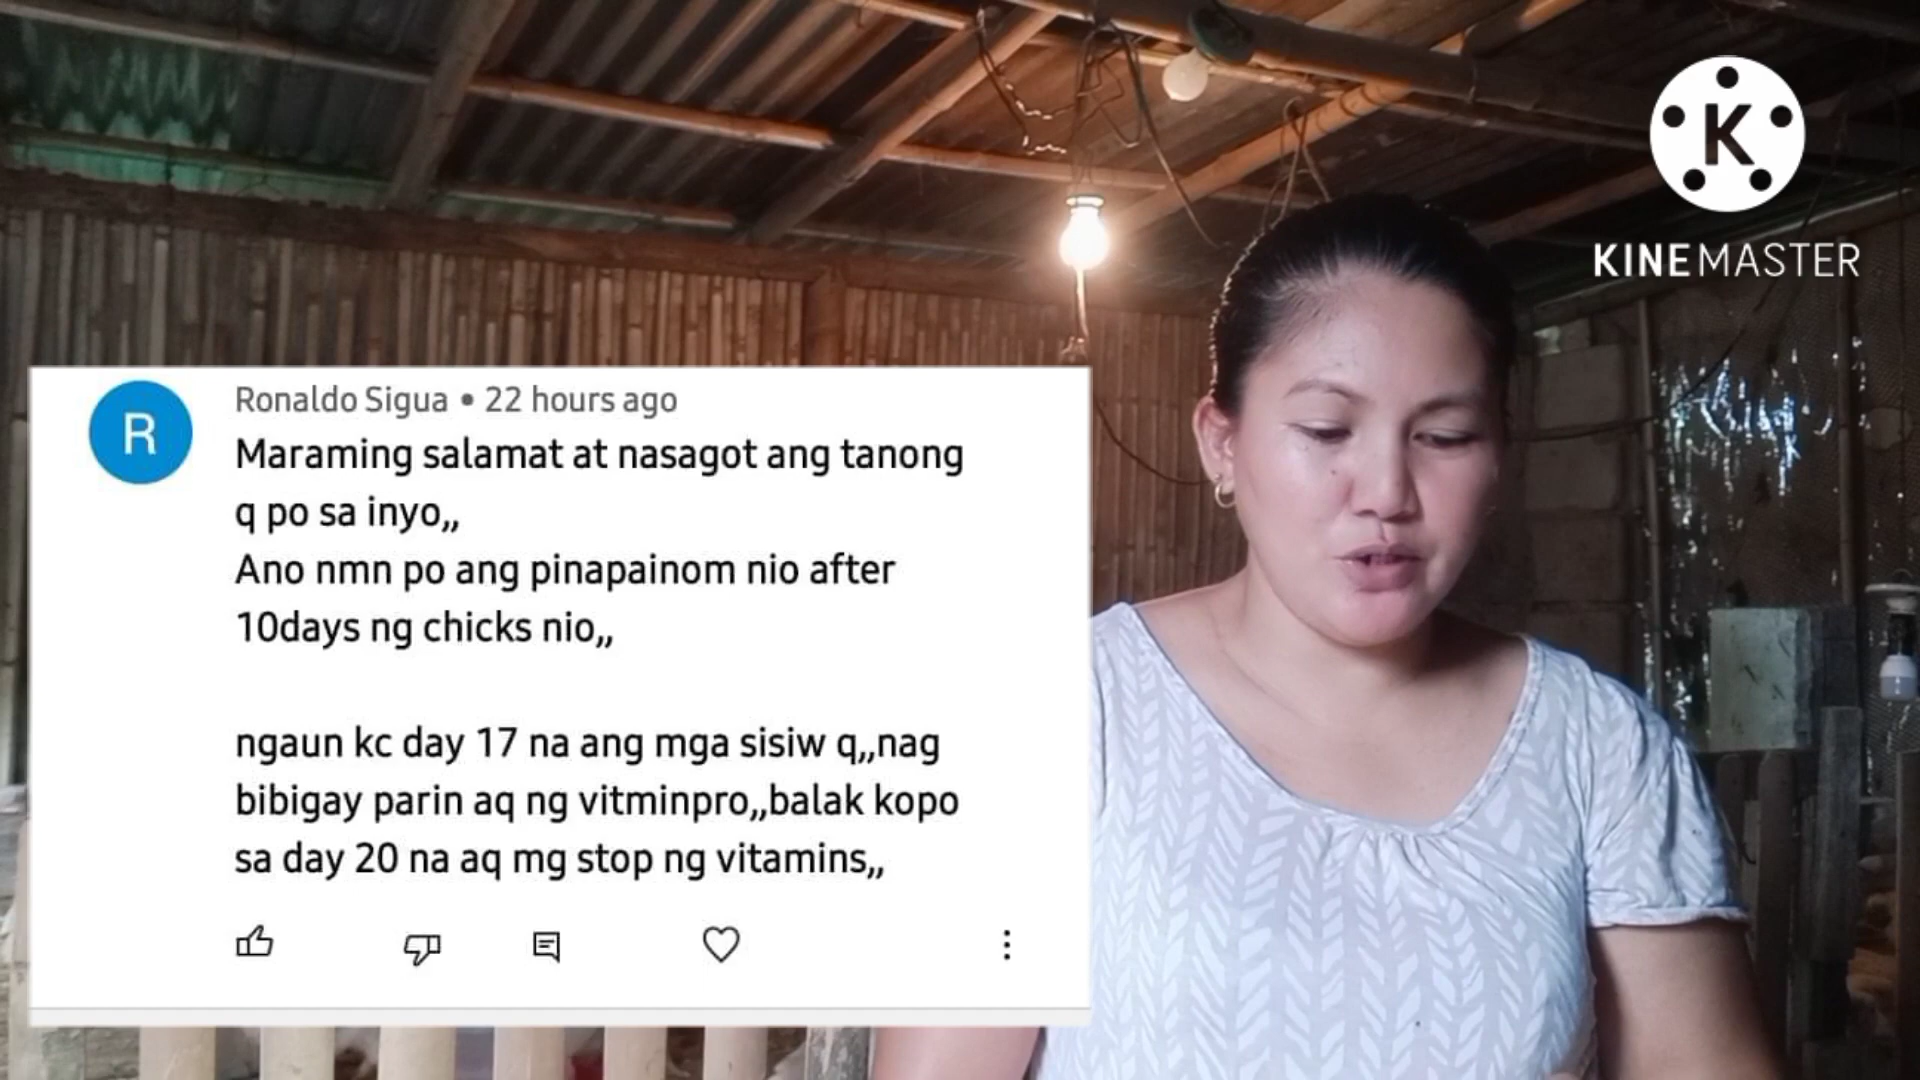 K
KINEMASTER
R
Ronaldo Sigua • 22 hours ago
Maraming salamat at nasagot ang tanong
q po sa inyo,,
Ano nmn po ang pinapainom nio after
10days ng chicks nio,,
ngaun kc day 17 na ang mga sisiw q,,nag
bibigay parin aq ng vitminpro,,balak kopo
sa day 20 na aq mg stop ng vitamins,,